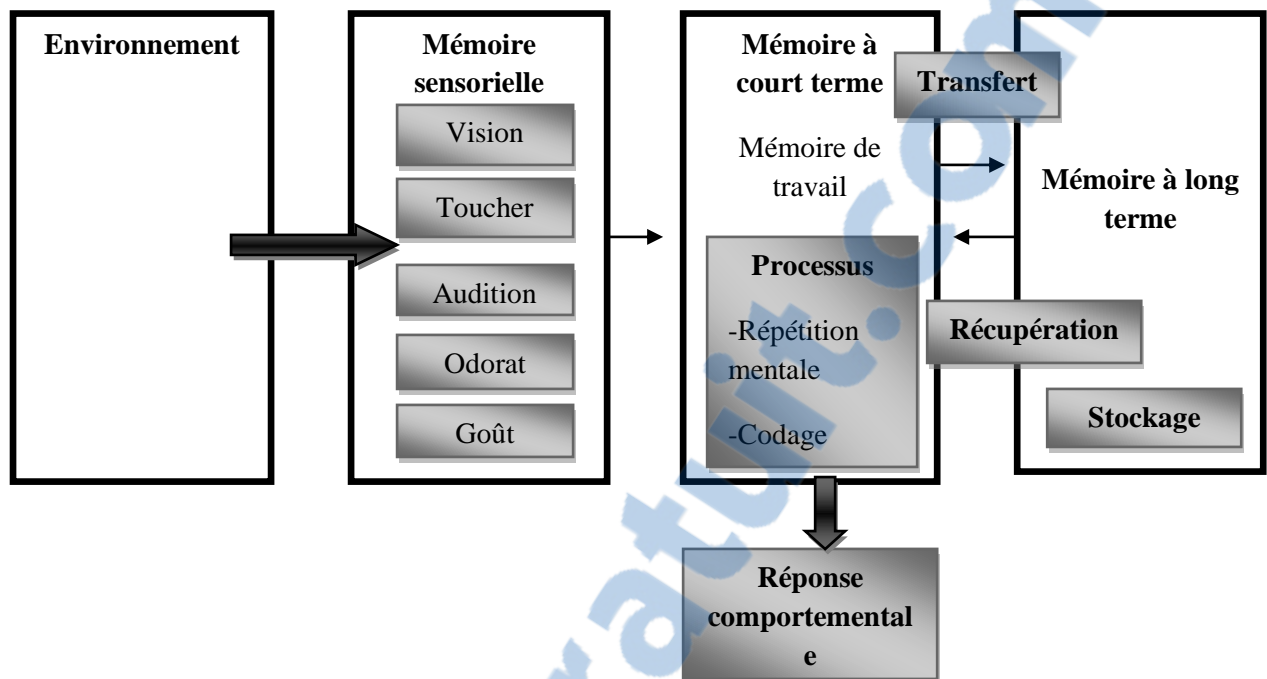 Environnement
Mémoire
sensorielle
Vision
Toucher
Audition
Odorat
Goût
Mémoire à
court terme
Mémoire de
travail
Processus
-Répétition
mentale
-Codage
Transfert
Mémoire à long
terme
Récupération
Stockage
Réponse
comportemental
e